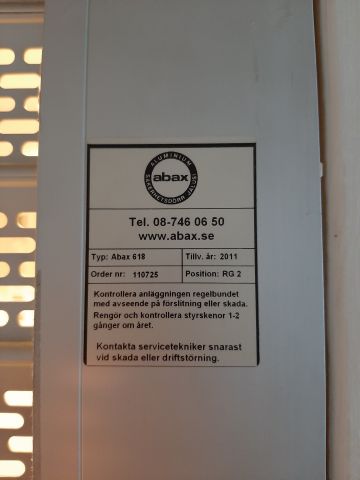 ALUMINIUM
abax
SÄKERHETSDÖRR JALUSI
Tel. 08-746 06 50
www.abax.se
Typ: Abax 618 Tillv. år: 2011
Order nr: 110725 Position: RG 2
Kontrollera anläggningen regelbundet
med avseende på förslitning eller skada.
Rengör och kontrollera styrskenor 1-2
gånger om året.
Kontakta servicetekniker snarast
vid skada eller driftstörning.